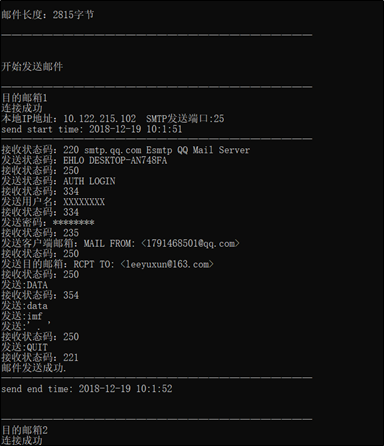 邮件长度: 2815字节
开始发送邮件
目的邮箱1
连接成功
本地IP地址: 10.122.215.102 SMTP发送端口:25
send start time: 2018-12-19 10:1:51
接收状态码: 220 smtp.qq.com Esmtp QQ Mail Server
发送状态码: EHLO DESKTOP-AN748FA
接收状态码: 250
发送状态码: AUTH LOGIN
接收状态码: 334
发送用户名: XXXXXXXX
接收状态码: 334
发送密码: ********
接收状态码: 235
发送客户端邮箱: MAIL FROM: <1791468501@qq.com>
接收状态码: 250
发送目的邮箱: RCPT TO: <leeyuxun@163.com>
接收状态码: 250
发送:DATA
接收状态码: 354
发送:data
发送:imf
发送:' . '
接收状态码: 250
发送:QUIT
接收状态码: 221
邮件发送成功.
send end time: 2018-12-19 10:1:52
目的邮箱2
连接成功